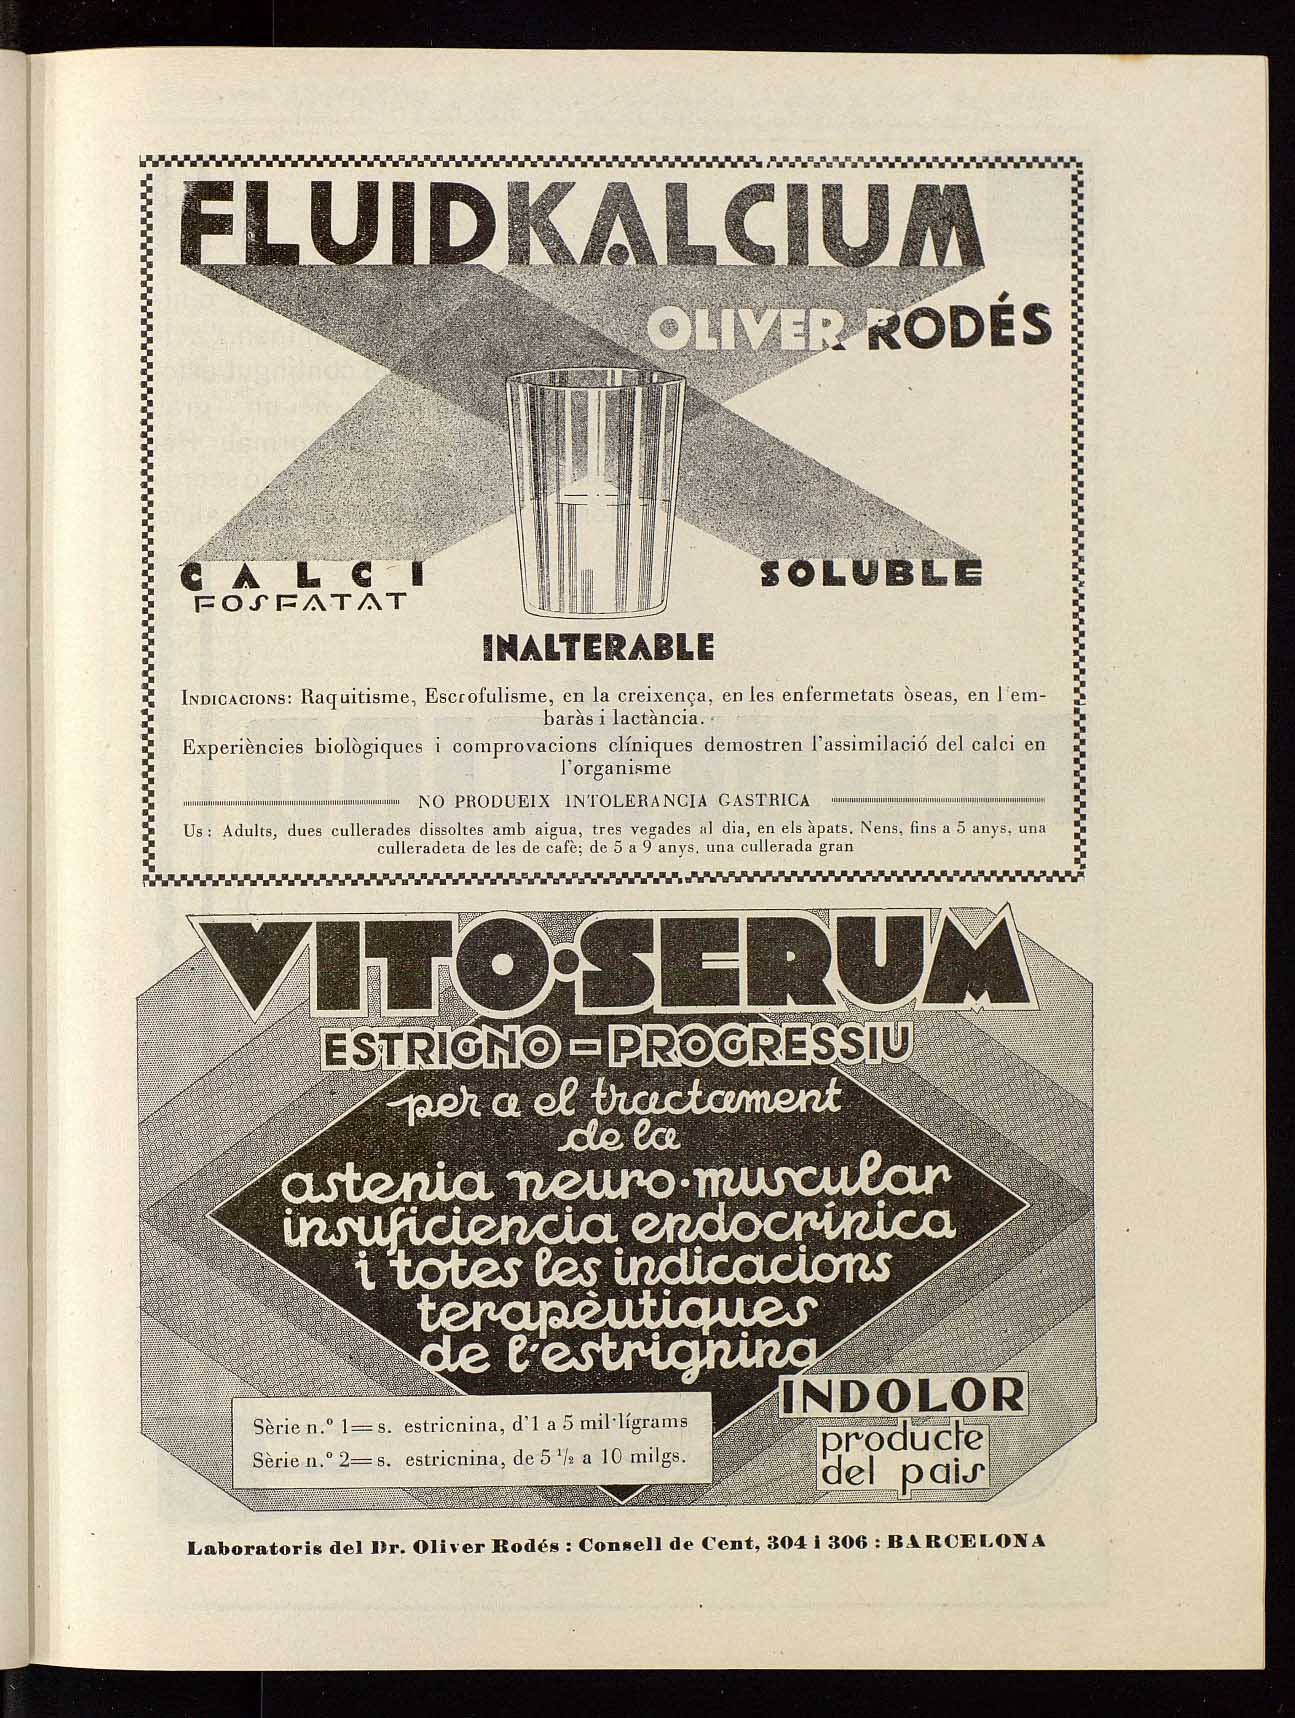 FLUIDKALCIUM
OLIVER RODÉS
CALCI
FOSFATAT
SOLUBLE
INALTERABLE
INDICACIONS: Raquitisme, Escrofulisme, en la creixença, en les enfermetats òseas, en l'em-
baràs i lactància.
Experiències biològiques i comprovacions clíniques demostren l'assimilació del calci en
l'organisme
NO PRODUEIX INTOLERANCIA GASTRICA
Us: Adults, dues cullerades dissoltes amb aigua, tres vegades al dia, en els àpats. Nens, fins a 5 anys, una
culleradeta de les de cafè; de 5 a 9 anys, una cullerada gran
VITO·SERUM
ESTRIGNO-PROGRESSIU
per a el tractament
de la
astenia neuro·muscular
insuficiencia endocrínica
i totes les indicacions
terapèutiques
de l'estrignina
INDOLOR
producte
del pais
Sèrie n.º 1= s. estricnina, d'1 a 5 mil·lígrams
Sèrie n.º 2= s. estricnina, de 5 1/2 a 10 milgs.
Laboratoris del Dr. Oliver Rodés : Consell de Cent, 304 i 306 : BARCELONA